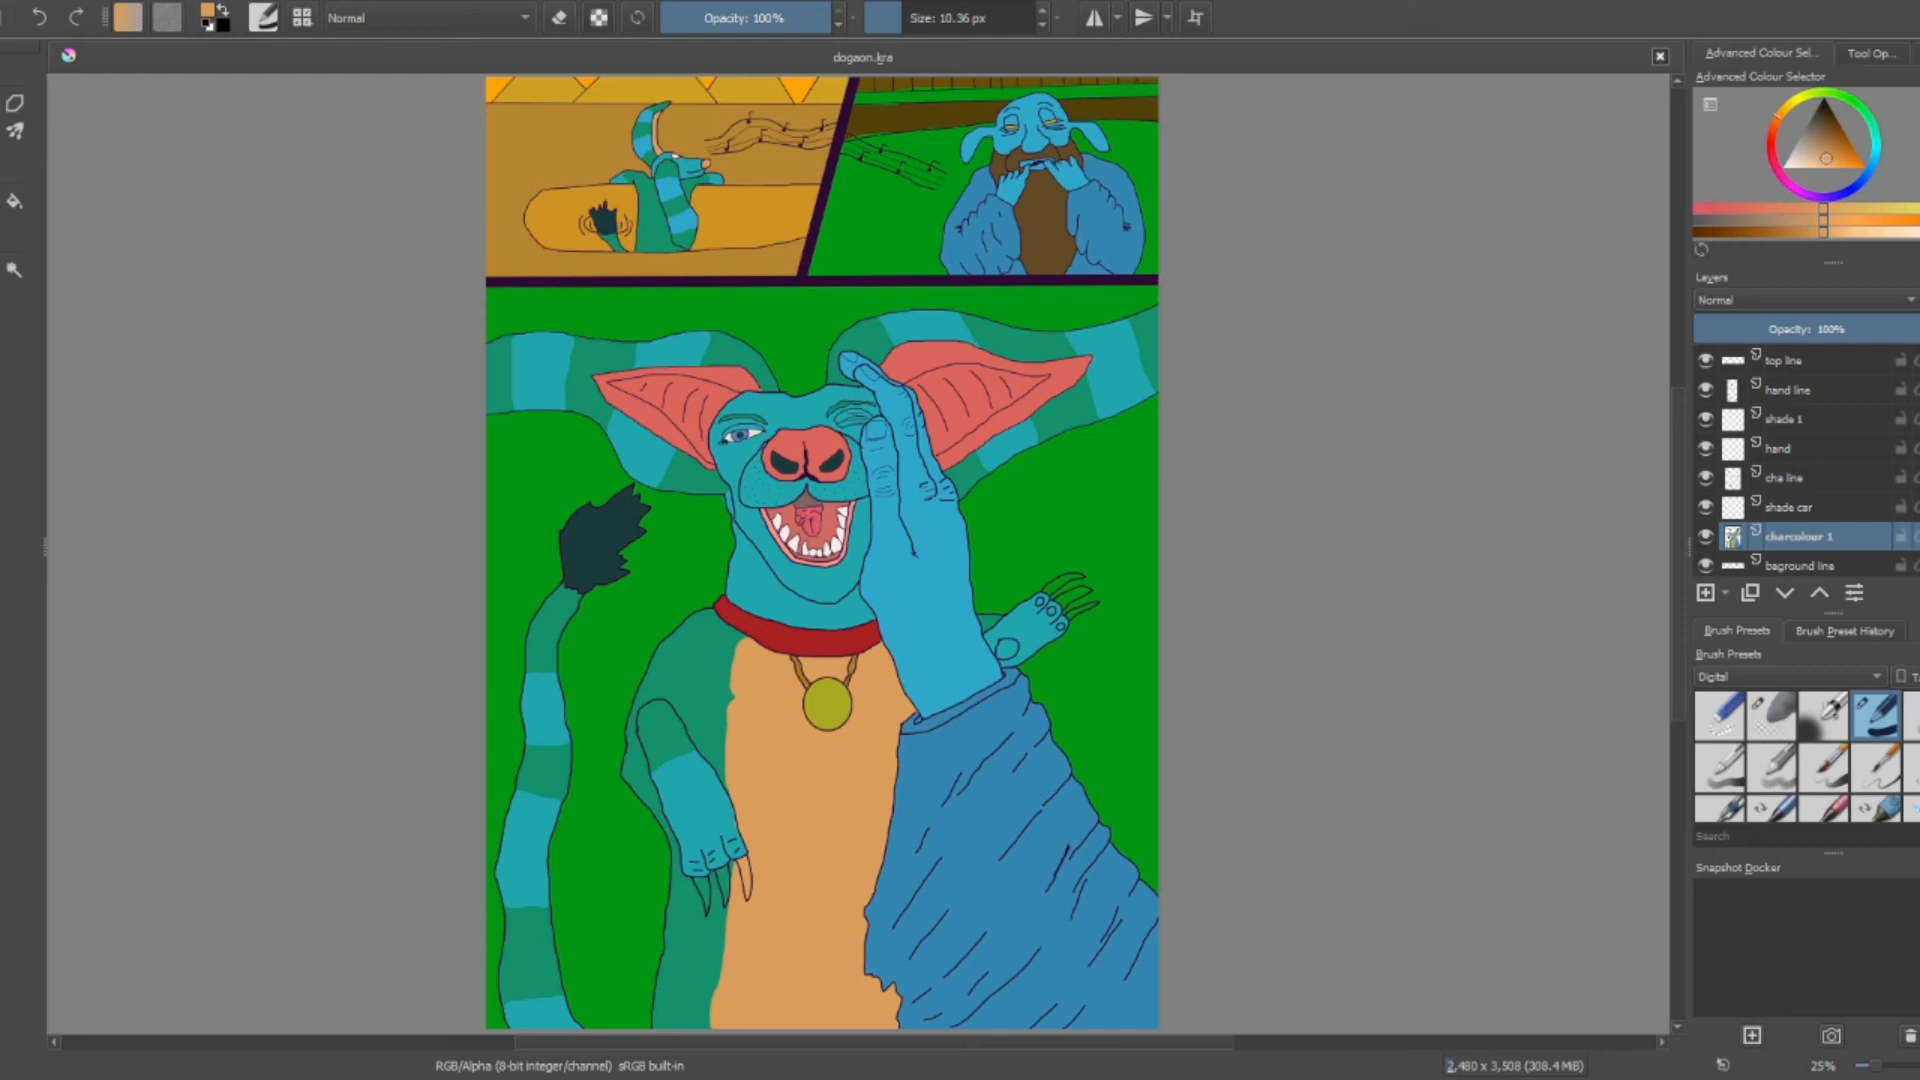 Normal
Opacity: 100%
Size: 10.36 px
dogaon.kra
Advanced Colour Sel...
Tool Op...
Advanced Colour Selector
Layers
Normal
Opacity: 100%
top line
hand line
shade 1
hand
cha line
shade car
charcolour 1
baground line
Brush Presets
Brush Preset History
Brush Presets
Digital
Search
Snapshot Docker
RGB/Alpha (8-bit integer/channel) sRGB built-in
2,480 x 3,508 (308.4 MiB)
25%